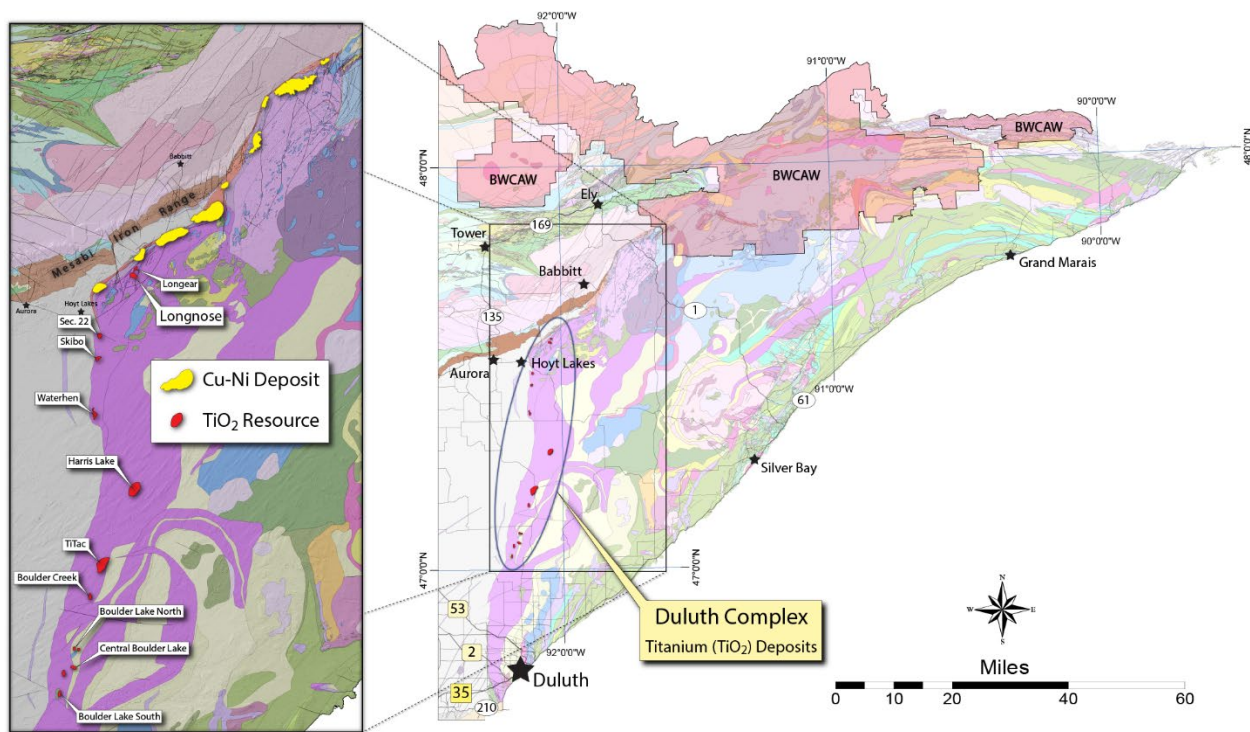 Babbitt
Mesabi Iron Range
Longear
Longnose
Hoyt Lakes
Aurora
Sec. 22
Skibo
Cu-Ni Deposit
TiO2 Resource
Waterhen
Harris Lake
TiTac
Boulder Creek
Boulder Lake North
Central Boulder Lake
Boulder Lake South
92°0'0"W
91°0'0"W
90°0'0"W
48°0'0"N
48°0'0"N
BWCAW
BWCAW
BWCAW
Ely
169
Tower
Babbitt
90°0'0"W
Grand Marais
135
1
Aurora
Hoyt Lakes
91°0'0"W
61
Silver Bay
47°0'0"N
47°0'0"N
Duluth Complex
Titanium (TiO2) Deposits
53
2
92°0'0"W
35
Duluth
210
N
W
E
S
Miles
0 5 10 20 40 60